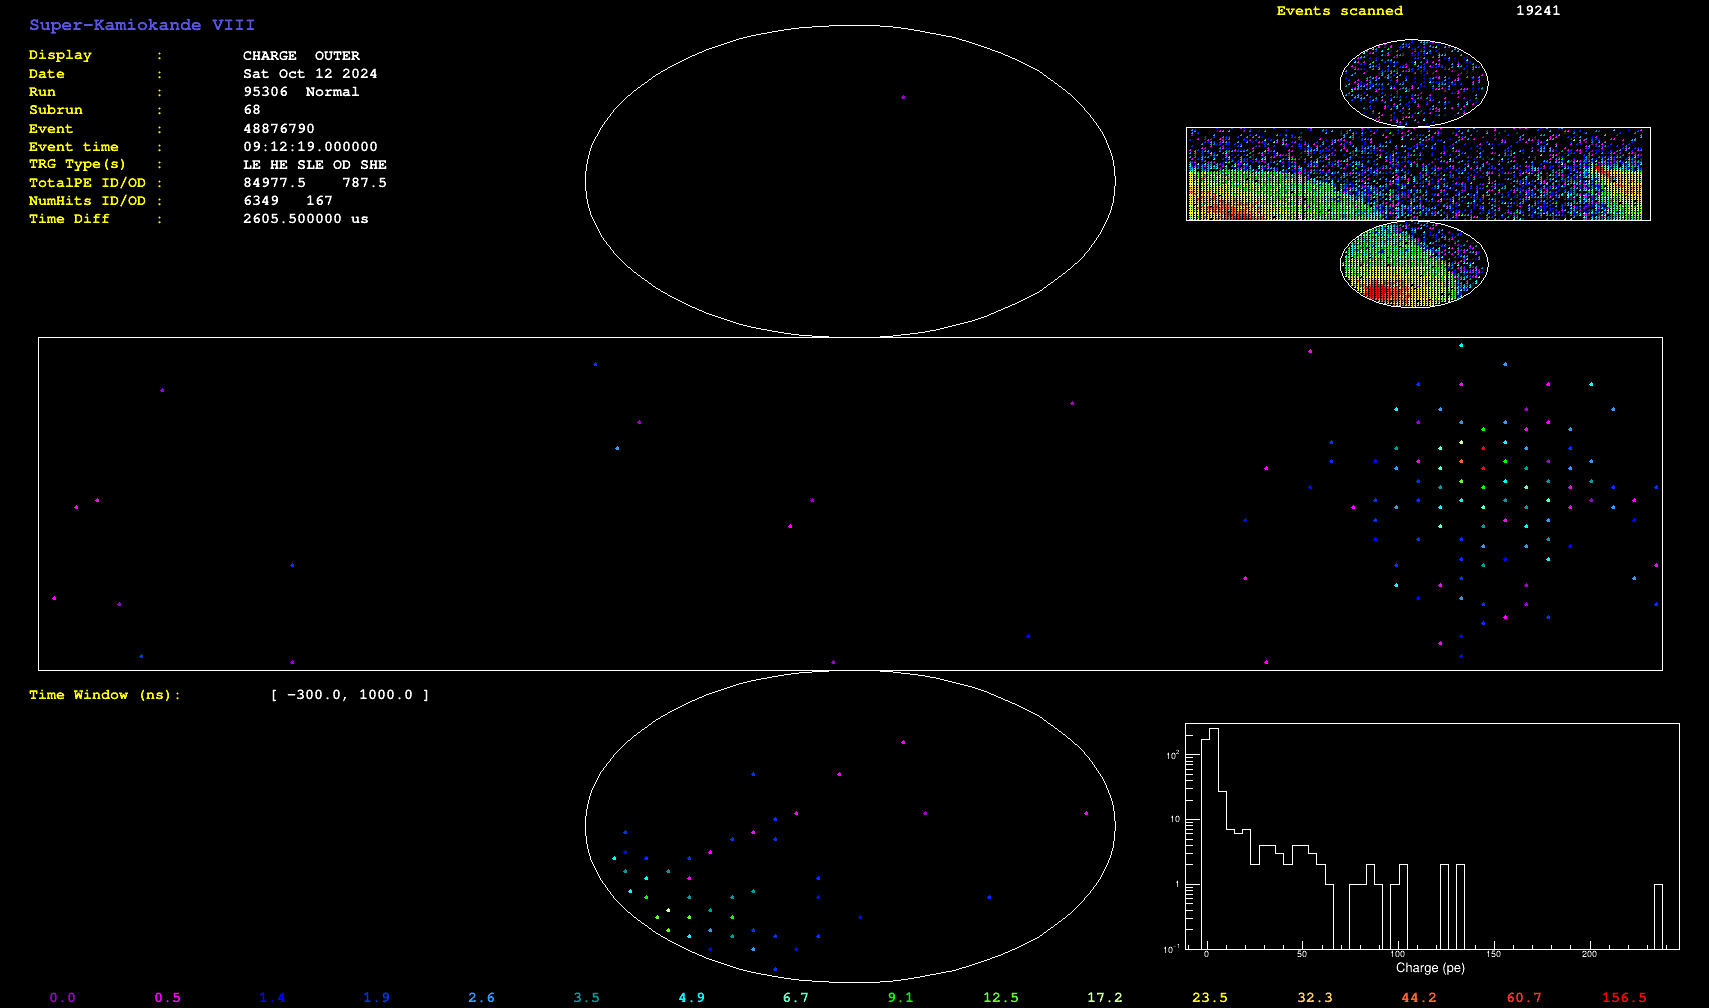 Super-Kamiokande VIII
Events scanned 19241
Display : CHARGE OUTER
Date : Sat Oct 12 2024
Run : 95306 Normal
Subrun : 68
Event : 48876790
Event time : 09:12:19.000000
TRG Type(s) : LE HE SLE OD SHE
TotalPE ID/OD : 84977.5 787.5
NumHits ID/OD : 6349 167
Time Diff : 2605.500000 us
Time Window (ns): [ -300.0, 1000.0 ]
10²
10
1
10⁻¹
0 50 100 150 200
Charge (pe)
0.0 0.5 1.4 1.9 2.6 3.5 4.9 6.7 9.1 12.5 17.2 23.5 32.3 44.2 60.7 156.5